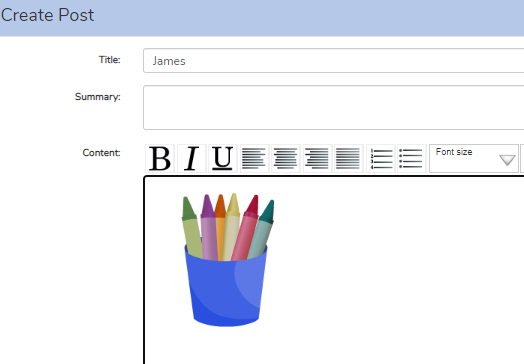 Create Post
Title: James
Summary:
Content: B I U Font size